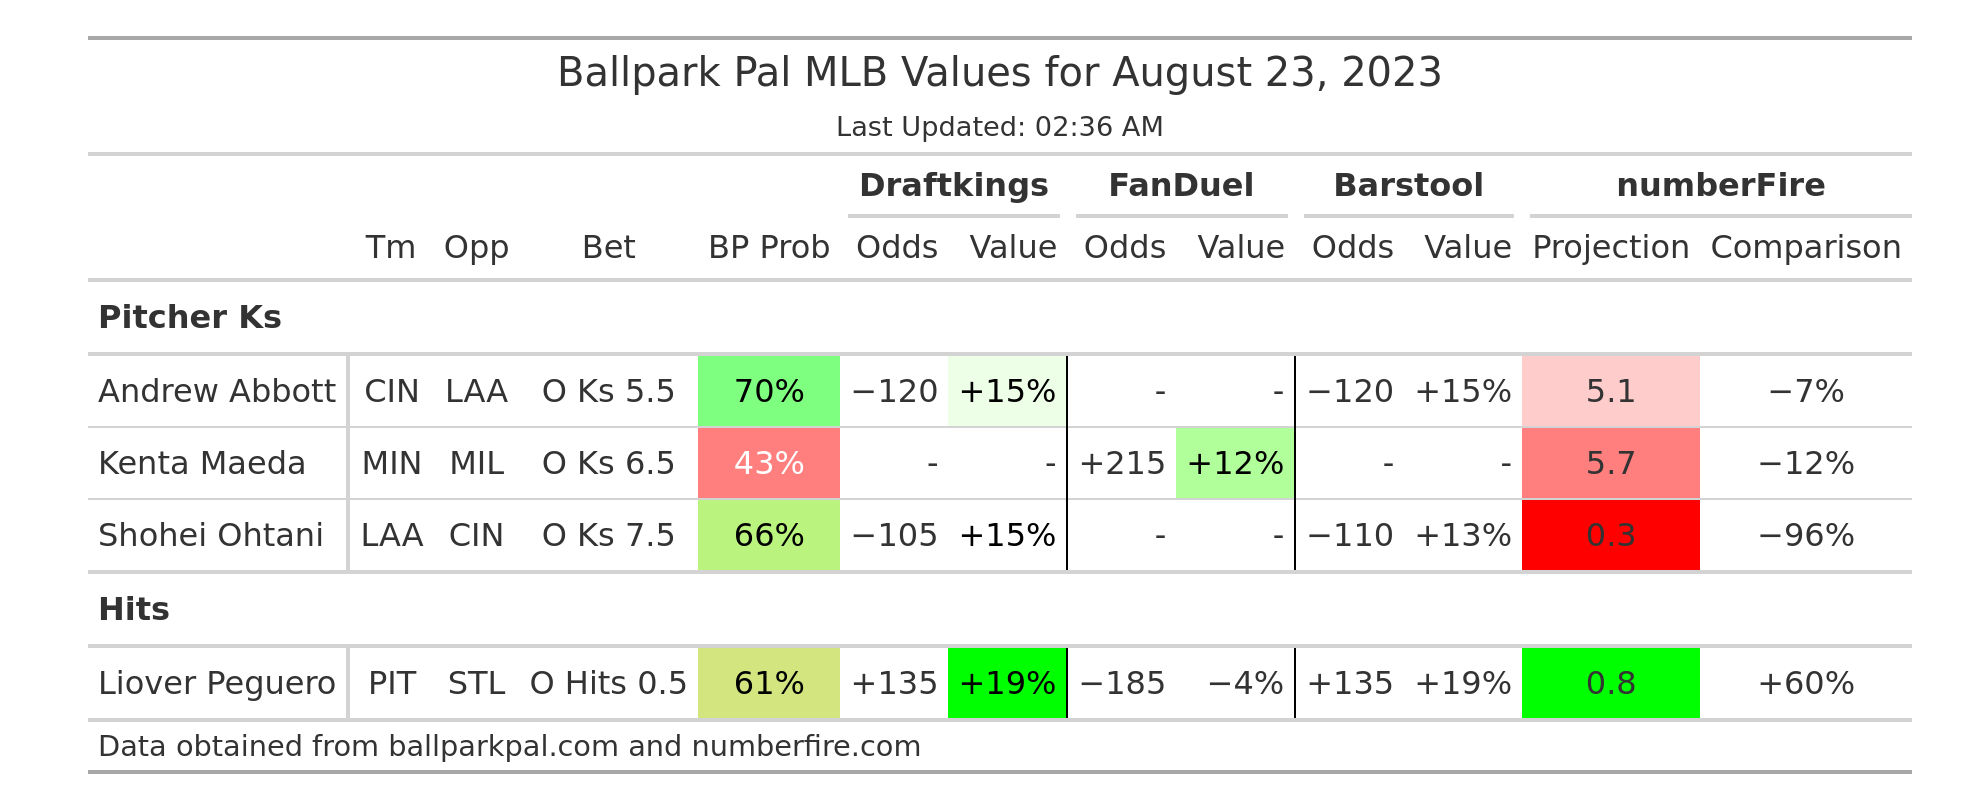 Ballpark Pal MLB Values for August 23, 2023
Last Updated: 02:36 AM
Draftkings FanDuel Barstool numberFire
Tm Opp Bet BP Prob Odds Value Odds Value Odds Value Projection Comparison
Pitcher Ks
Andrew Abbott CIN LAA O Ks 5.5 70% −120 +15% - - −120 +15% 5.1 −7%
Kenta Maeda MIN MIL O Ks 6.5 43% - - +215 +12% - - 5.7 −12%
Shohei Ohtani LAA CIN O Ks 7.5 66% −105 +15% - - −110 +13% 0.3 −96%
Hits
Liover Peguero PIT STL O Hits 0.5 61% +135 +19% −185 −4% +135 +19% 0.8 +60%
Data obtained from ballparkpal.com and numberfire.com